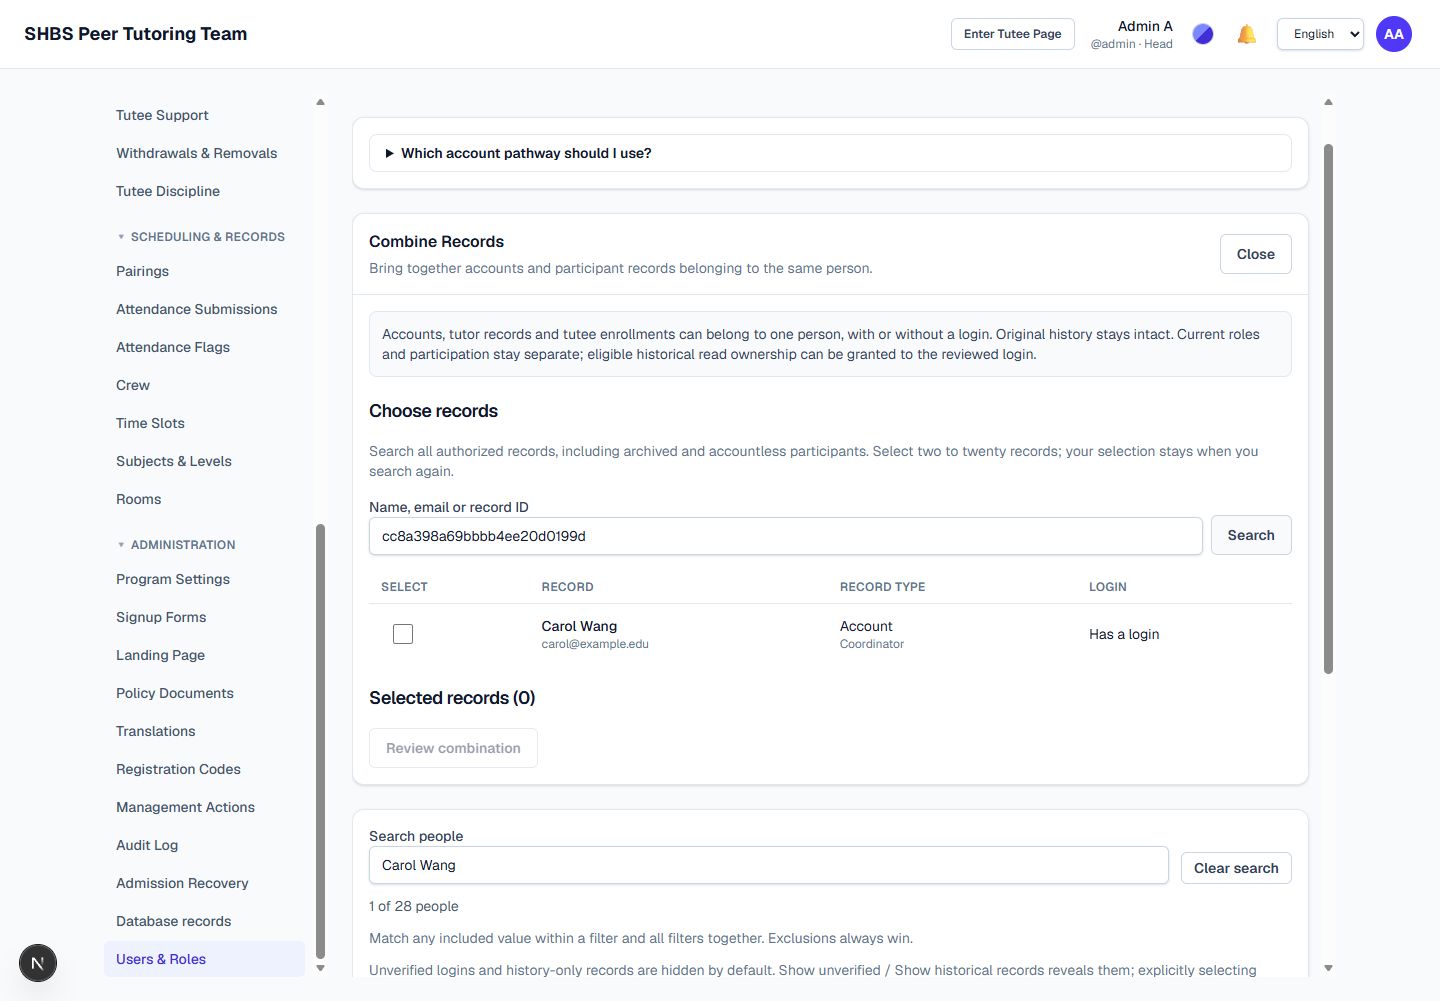 SHBS Peer Tutoring Team
Enter Tutee Page
Admin A
@admin · Head
English
AA
Tutee Support
Withdrawals & Removals
Tutee Discipline
SCHEDULING & RECORDS
Pairings
Attendance Submissions
Attendance Flags
Crew
Time Slots
Subjects & Levels
Rooms
ADMINISTRATION
Program Settings
Signup Forms
Landing Page
Policy Documents
Translations
Registration Codes
Management Actions
Audit Log
Admission Recovery
Database records
Users & Roles
N
Which account pathway should I use?
Combine Records
Bring together accounts and participant records belonging to the same person.
Close
Accounts, tutor records and tutee enrollments can belong to one person, with or without a login. Original history stays intact. Current roles
and participation stay separate; eligible historical read ownership can be granted to the reviewed login.
Choose records
Search all authorized records, including archived and accountless participants. Select two to twenty records; your selection stays when you
search again.
Name, email or record ID
cc8a398a69bbbb4ee20d0199d
Search
SELECT RECORD RECORD TYPE LOGIN
Carol Wang Account Has a login
carol@example.edu Coordinator
Selected records (0)
Review combination
Search people
Carol Wang
Clear search
1 of 28 people
Match any included value within a filter and all filters together. Exclusions always win.
Unverified logins and history-only records are hidden by default. Show unverified / Show historical records reveals them; explicitly selecting